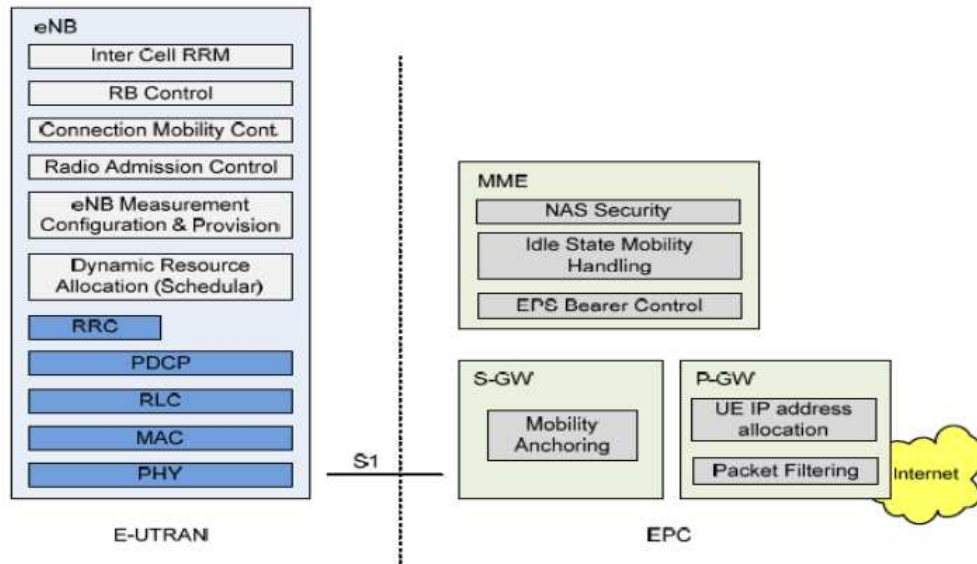 eNB
Inter Cell RRM
RB Control
Connection Mobility Cont.
Radio Admission Control
eNB Measurement
Configuration & Provision
Dynamic Resource
Allocation (Schedular)
RRC
PDCP
RLC
MAC
PHY
S1
MME
NAS Security
Idle State Mobility
Handling
EPS Bearer Control
S-GW
Mobility
Anchoring
P-GW
UE IP address
allocation
Packet Filtering
Internet
E-UTRAN
EPC